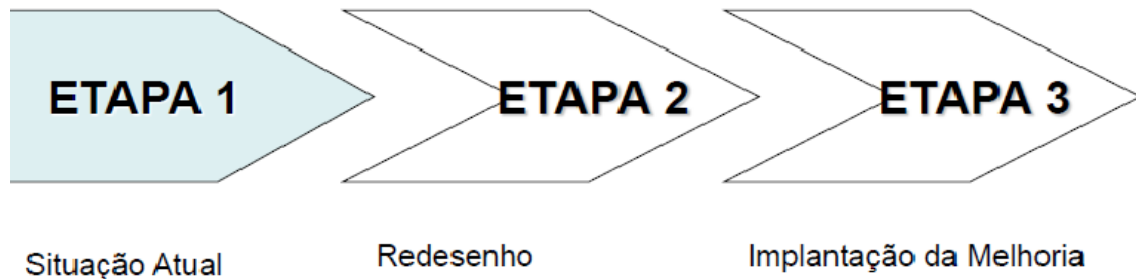 ETAPA 1
ETAPA 2
ETAPA 3
Situação Atual
Redesenho
Implantação da Melhoria